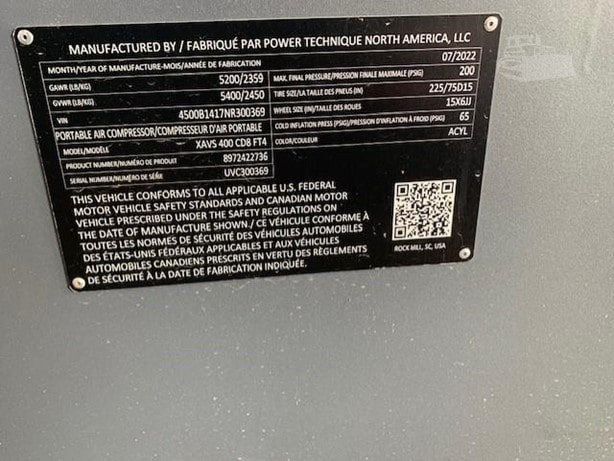 MANUFACTURED BY / FABRIQUÉ PAR POWER TECHNIQUE NORTH AMERICA, LLC
MONTH/YEAR OF MANUFACTURE-MOIS/ANNÉE DE FABRICATION 07/2022
GAWR (LB/KG) 5200/2359
GVWR (LB/KG) 5400/2450
VIN 4500B1417NR300369
PORTABLE AIR COMPRESSOR/COMPRESSEUR D'AIR PORTABLE
MODEL/MODÈLE XAVS 400 CD8 FT4
PRODUCT NUMBER/NUMÉRO DE PRODUIT 8972422736
SERIAL NUMBER/NUMÉRO DE SÉRIE UVC300369
MAX. FINAL PRESSURE/PRESSION FINALE MAXIMALE (PSIG) 200
TIRE SIZE/LA TAILLE DES PNEUS (IN) 225/75D15
WHEEL SIZE(IN)/TAILLE DES ROUES 15X6JJ
COLD INFLATION PRESS (PSIG)/PRESSION D'INFLATION À FROID (PSIG) 65
COLOR/COULEUR ACYL
THIS VEHICLE CONFORMS TO ALL APPLICABLE U.S. FEDERAL
MOTOR VEHICLE SAFETY STANDARDS AND CANADIAN MOTOR
VEHICLE PRESCRIBED UNDER THE SAFETY REGULATIONS ON
THE DATE OF MANUFACTURE SHOWN./ CE VÉHICULE CONFORME À
TOUTES LES NORMES DE SÉCURITÉ DES VÉHICULES AUTOMOBILES
DES ÉTATS-UNIS FÉDÉRAUX APPLICABLES ET AUX VÉHICULES
AUTOMOBILES CANADIENS PRESCRITS EN VERTU DES RÈGLEMENTS
DE SÉCURITÉ À LA DATE DE FABRICATION INDIQUÉE.
ROCK MILL, SC, USA